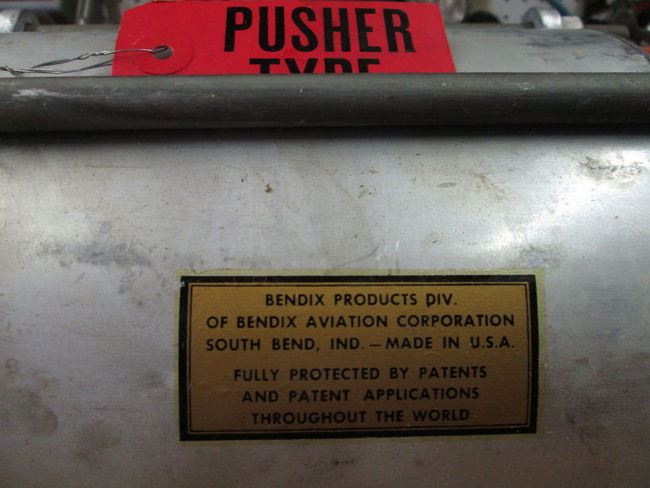 PUSHER
TYPE
BENDIX PRODUCTS DIV.
OF BENDIX AVIATION CORPORATION
SOUTH BEND, IND. — MADE IN U.S.A.
FULLY PROTECTED BY PATENTS
AND PATENT APPLICATIONS
THROUGHOUT THE WORLD